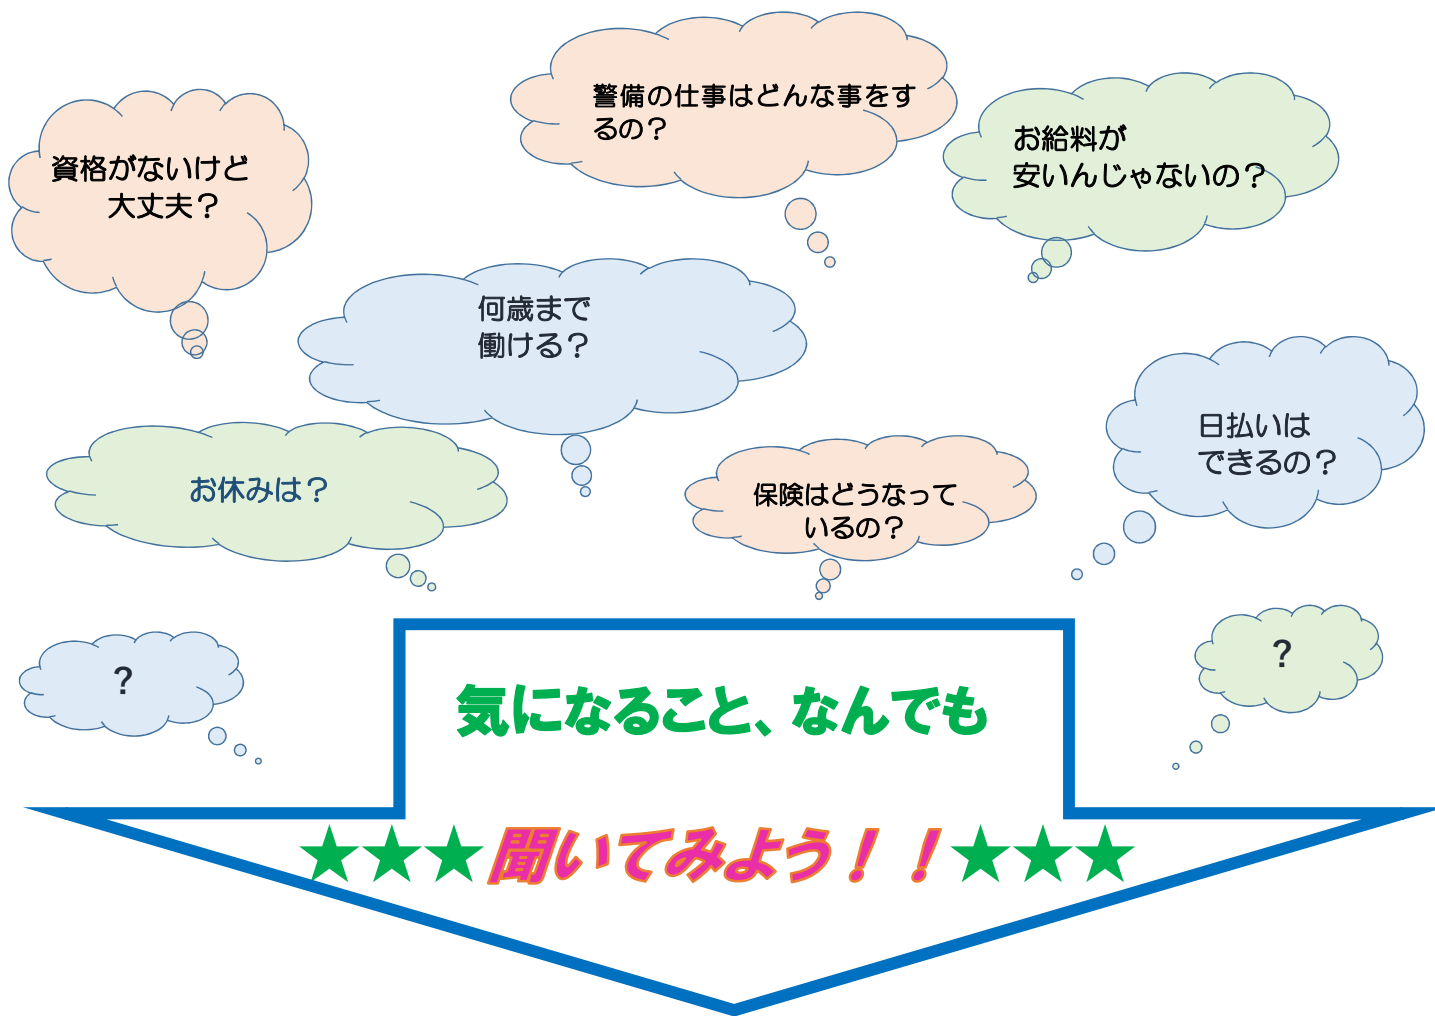 警備の仕事はどんな事をす
るの？
お給料が
安いんじゃないの？
資格がないけど
大丈夫？
何歳まで
働ける？
日払いは
できるの？
お休みは？
保険はどうなって
いるの？
？
？
気になること、なんでも
★★★聞いてみよう！！★★★